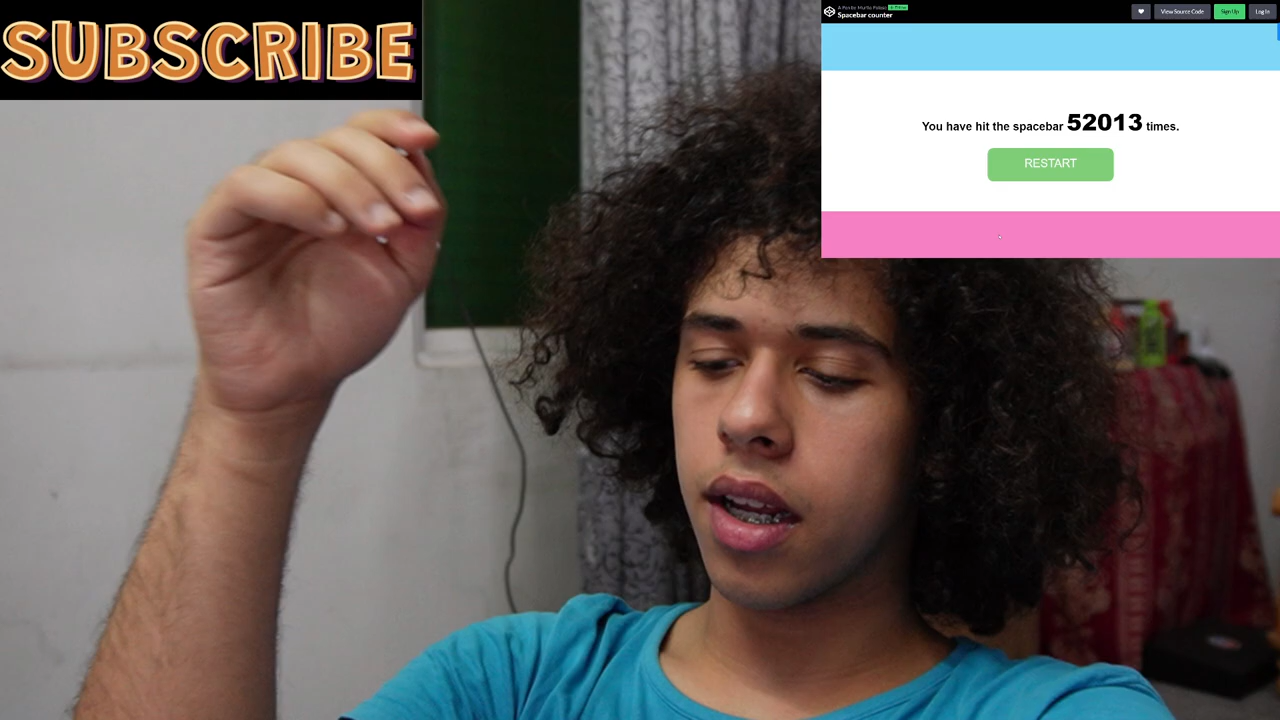 SUBSCRIBE
Spacebar counter
View Source Code
Sign Up
Log In
You have hit the spacebar 52013 times.
RESTART